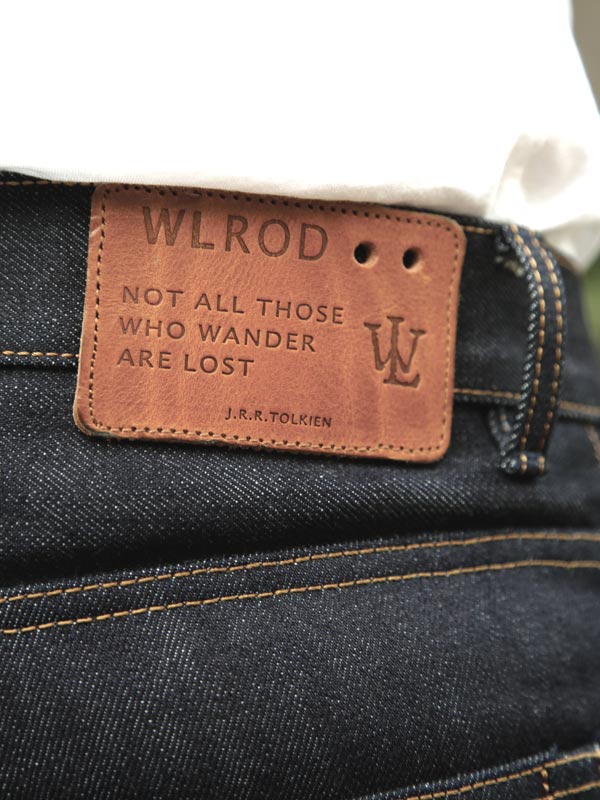 WLROD
NOT ALL THOSE
WHO WANDER
ARE LOST
WL
J.R.R.TOLKIEN